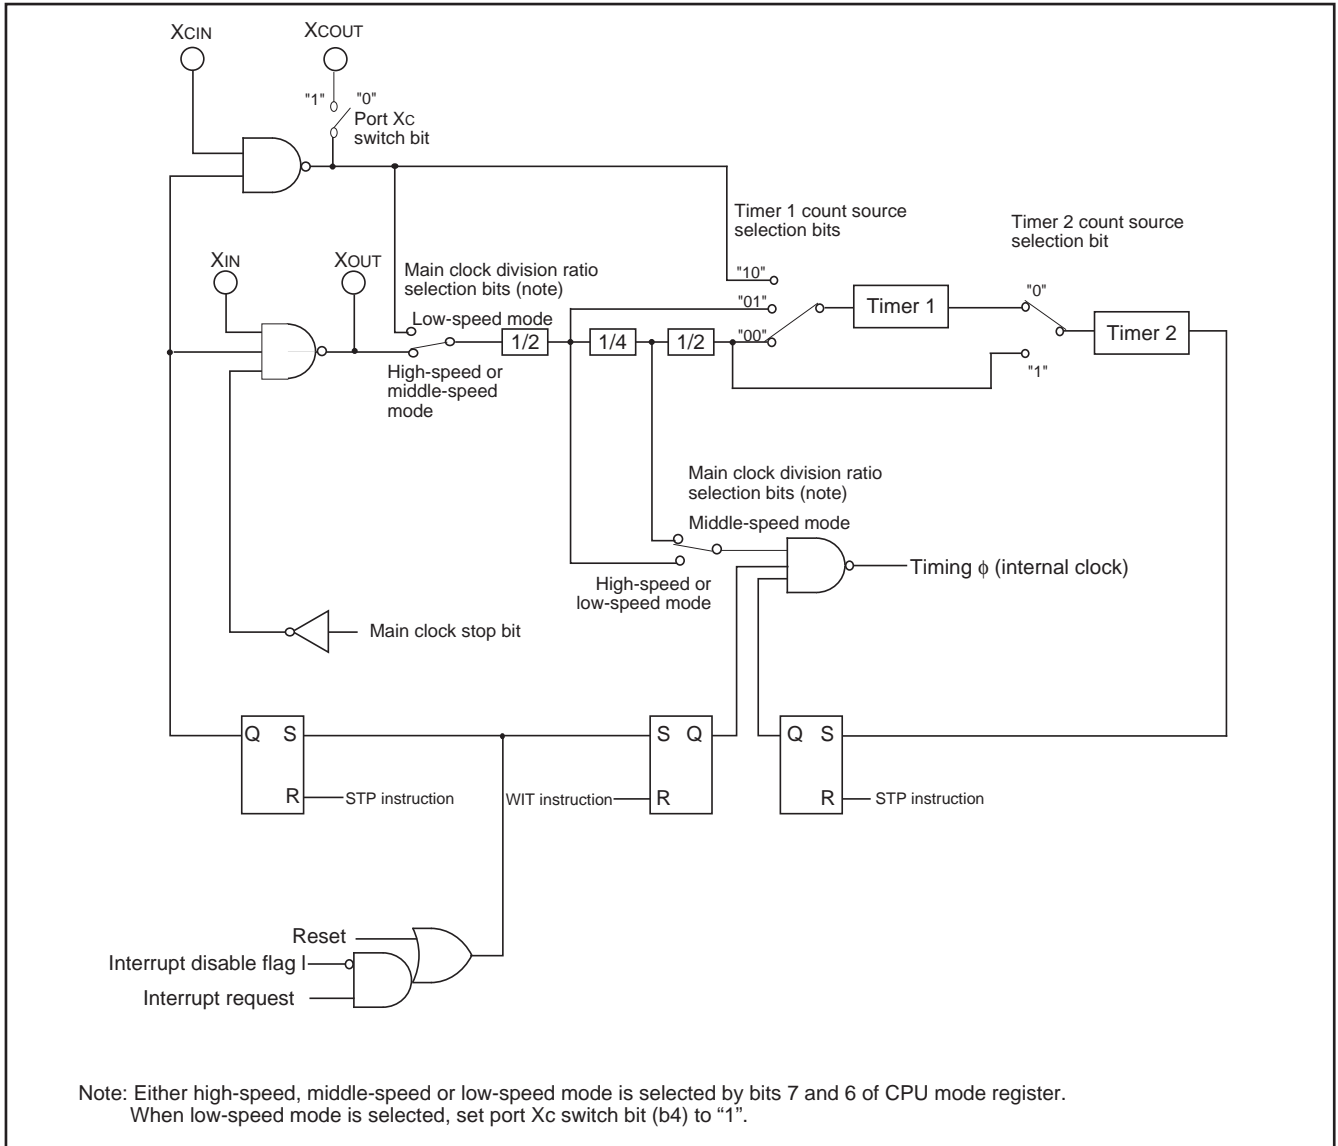 XCIN
XCOUT
"1"
"0"
Port XC
switch bit
Timer 1 count source
selection bits
Timer 2 count source
selection bit
XIN
XOUT
Main clock division ratio
selection bits (note)
Low-speed mode
"10"
"01"
"00"
Timer 1
"0"
Timer 2
"1"
1/2
1/4
1/2
High-speed or
middle-speed
mode
Main clock division ratio
selection bits (note)
Middle-speed mode
High-speed or
low-speed mode
Timing ϕ (internal clock)
Main clock stop bit
Q S
R
STP instruction
S Q
R
WIT instruction
Q S
R
STP instruction
Reset
Interrupt disable flag I
Interrupt request
Note: Either high-speed, middle-speed or low-speed mode is selected by bits 7 and 6 of CPU mode register.
When low-speed mode is selected, set port Xc switch bit (b4) to “1”.